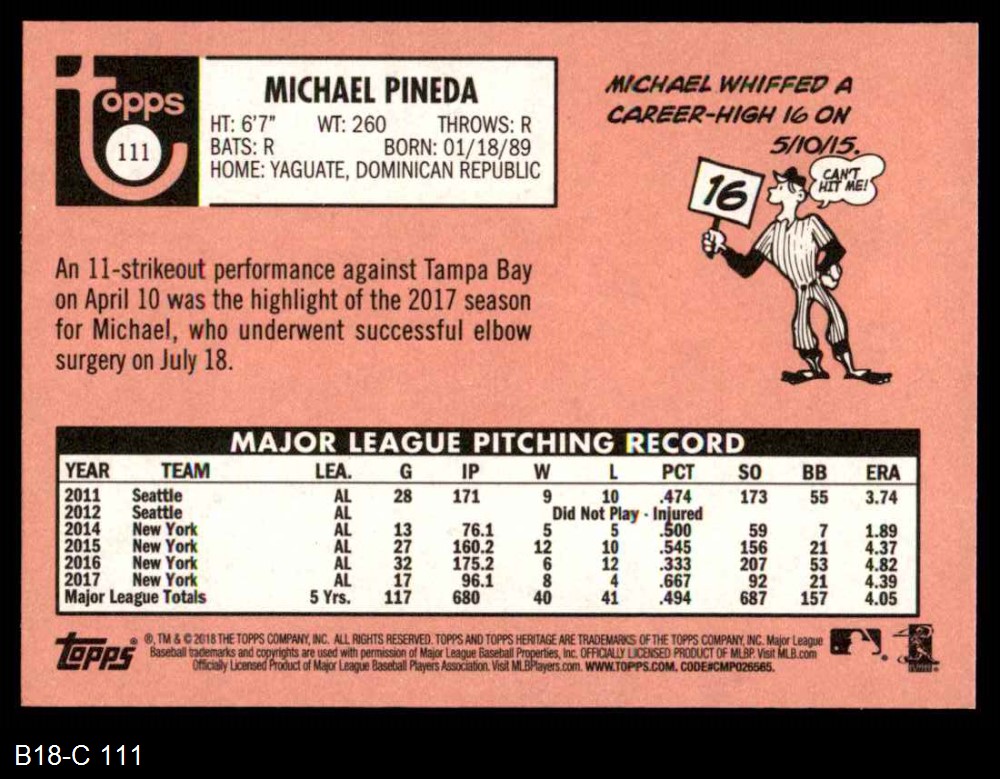 topps
111
MICHAEL PINEDA
HT: 6'7" WT: 260 THROWS: R
BATS: R BORN: 01/18/89
HOME: YAGUATE, DOMINICAN REPUBLIC
MICHAEL WHIFFED A
CAREER-HIGH 16 ON
5/10/15.
16
CAN'T
HIT ME!
An 11-strikeout performance against Tampa Bay
on April 10 was the highlight of the 2017 season
for Michael, who underwent successful elbow
surgery on July 18.
MAJOR LEAGUE PITCHING RECORD
YEAR TEAM LEA. G IP W L PCT SO BB ERA
2011 Seattle AL 28 171 9 10 .474 173 55 3.74
2012 Seattle AL Did Not Play - Injured
2014 New York AL 13 76.1 5 5 .500 59 7 1.89
2015 New York AL 27 160.2 12 10 .545 156 21 4.37
2016 New York AL 32 175.2 6 12 .333 207 53 4.82
2017 New York AL 17 96.1 8 4 .667 92 21 4.39
Major League Totals 5 Yrs. 117 680 40 41 .494 687 157 4.05
Topps ® ®, TM & © 2018 THE TOPPS COMPANY, INC. ALL RIGHTS RESERVED. TOPPS AND TOPPS HERITAGE ARE TRADEMARKS OF THE TOPPS COMPANY, INC. Major League
Baseball trademarks and copyrights are used with permission of Major League Baseball Properties, Inc. OFFICIALLY LICENSED PRODUCT OF MLBP. Visit MLB.com
Officially Licensed Product of Major League Baseball Players Association. Visit MLBPlayers.com. WWW.TOPPS.COM. CODE#CMP026565.
B18-C 111